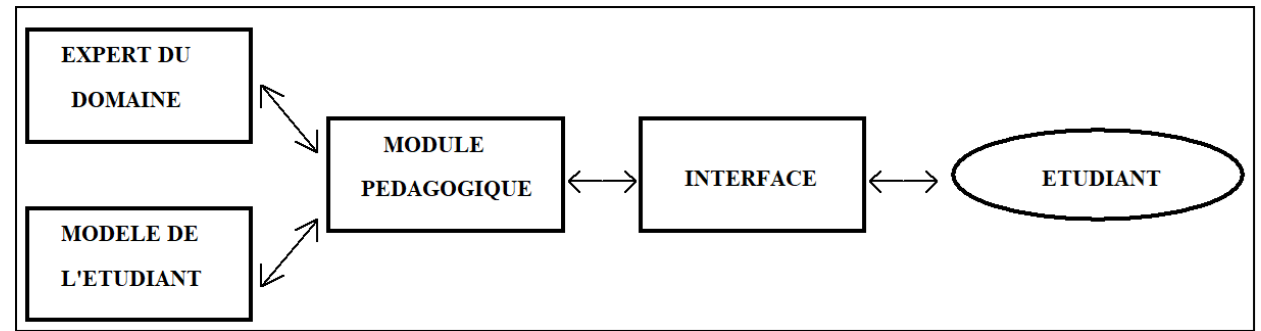 EXPERT DU
DOMAINE
MODELE DE
L'ETUDIANT
MODULE
PEDAGOGIQUE
INTERFACE
ETUDIANT